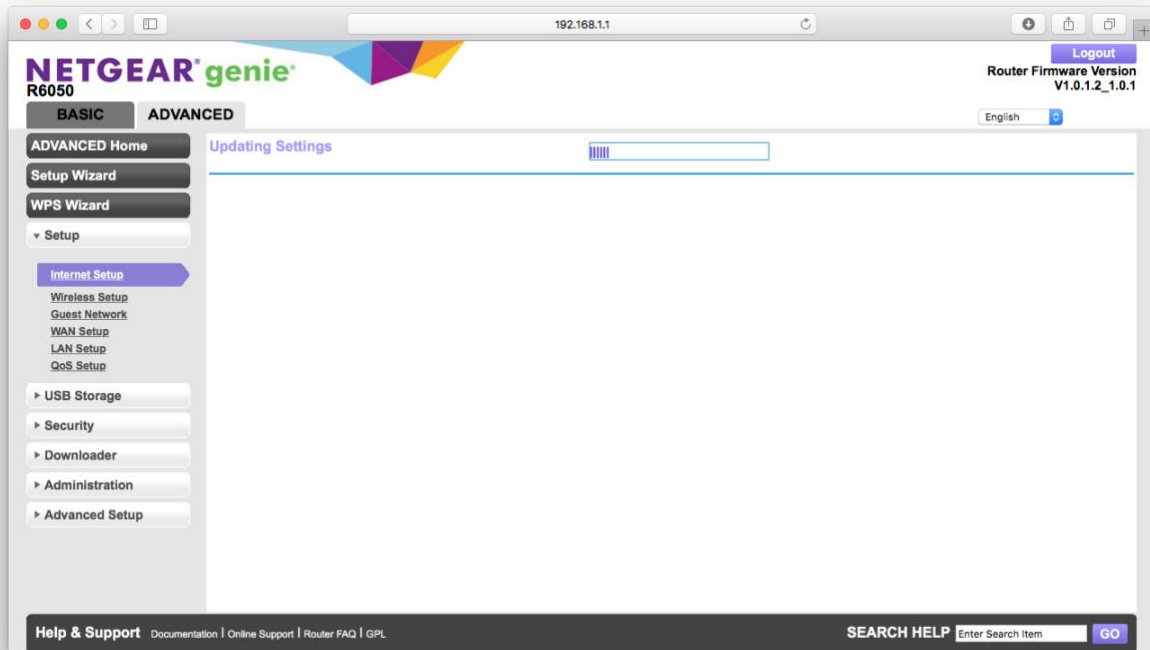 192.168.1.1
NETGEAR® genie®
R6050
Logout
Router Firmware Version
V1.0.1.2_1.0.1
BASIC
ADVANCED
English
ADVANCED Home
Setup Wizard
WPS Wizard
Setup
Internet Setup
Wireless Setup
Guest Network
WAN Setup
LAN Setup
QoS Setup
USB Storage
Security
Downloader
Administration
Advanced Setup
Updating Settings
Help & Support Documentation | Online Support | Router FAQ | GPL
SEARCH HELP Enter Search Item GO